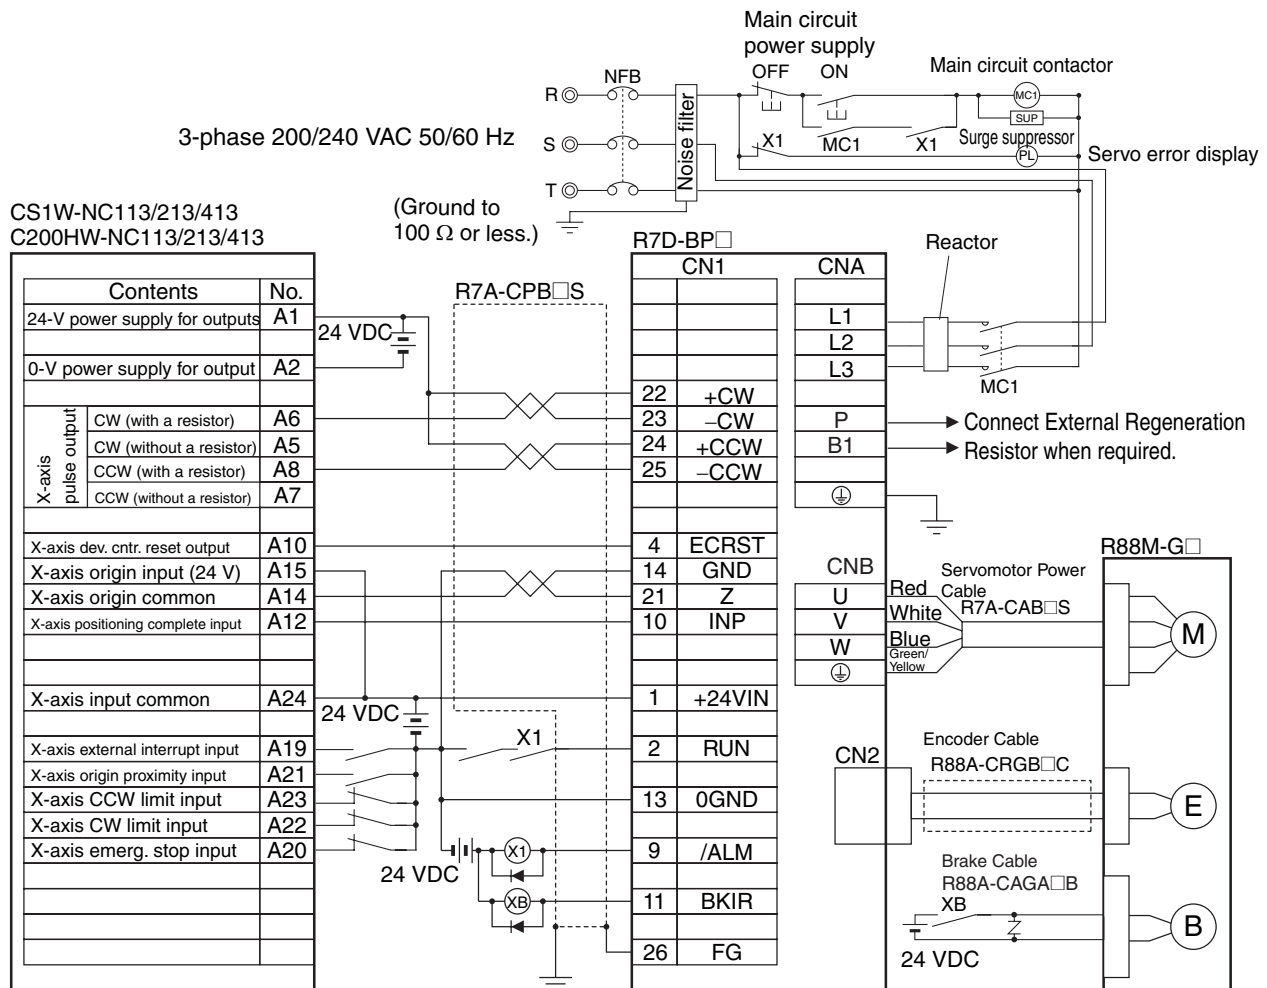 Main circuit
power supply
OFF ON
Main circuit contactor
NFB
R
MC1
SUP
Noise filter
3-phase 200/240 VAC 50/60 Hz
S
X1
MC1
X1
Surge suppressor
PL
Servo error display
T
CS1W-NC113/213/413
C200HW-NC113/213/413
(Ground to
100 Ω or less.)
R7D-BP□
Reactor
CN1
CNA
Contents No.
R7A-CPB□S
24-V power supply for outputs A1
24 VDC
L1
L2
0-V power supply for output A2
L3
MC1
22 +CW
X-axis
pulse output
CW (with a resistor) A6
23 −CW
P
Connect External Regeneration
CW (without a resistor) A5
24 +CCW
B1
Resistor when required.
CCW (with a resistor) A8
25 −CCW
CCW (without a resistor) A7
X-axis dev. cntr. reset output A10
4 ECRST
R88M-G□
X-axis origin input (24 V) A15
14 GND
CNB
Servomotor Power
Cable
R7A-CAB□S
X-axis origin common A14
21 Z
U
Red
X-axis positioning complete input A12
10 INP
V
White
M
W
Blue
Green/
Yellow
X-axis input common A24
24 VDC
1 +24VIN
X-axis external interrupt input A19
X1
2 RUN
CN2
Encoder Cable
R88A-CRGB□C
X-axis origin proximity input A21
X-axis CCW limit input A23
13 0GND
E
X-axis CW limit input A22
X-axis emerg. stop input A20
24 VDC
X1
9 /ALM
Brake Cable
R88A-CAGA□B
XB
XB
11 BKIR
B
24 VDC
26 FG